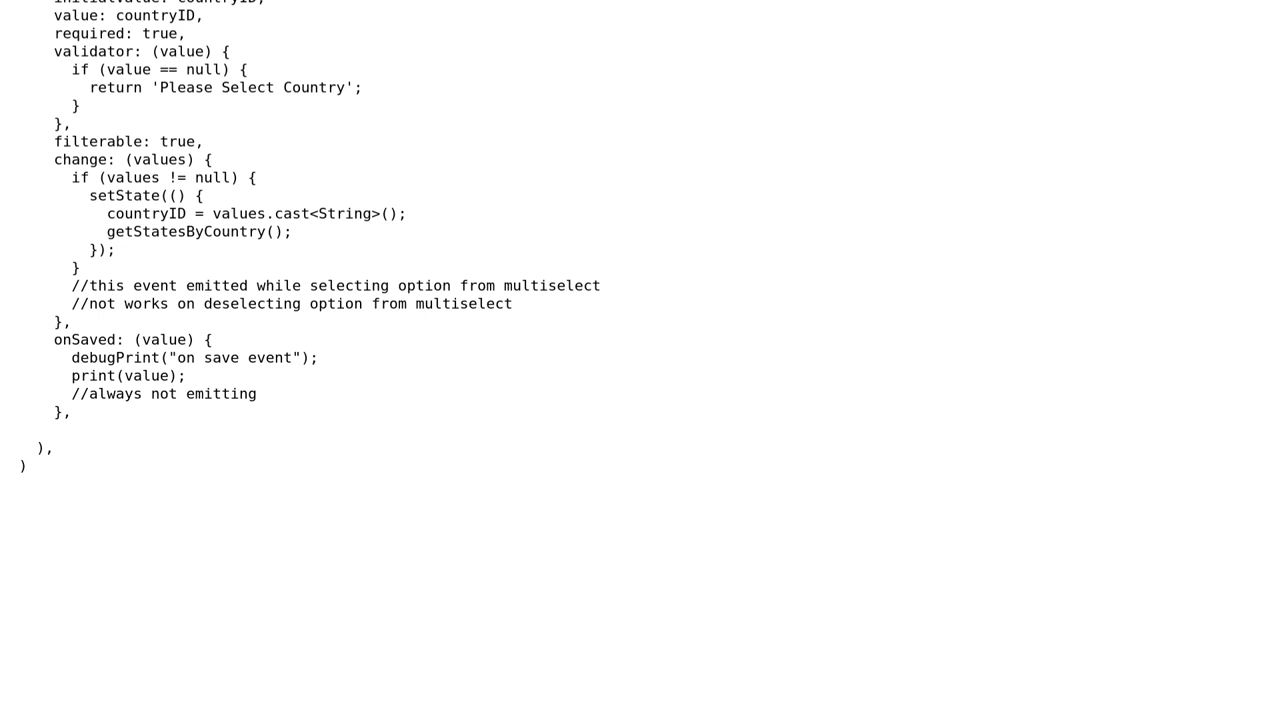 initialValue: countryID,
value: countryID,
required: true,
validator: (value) {
if (value == null) {
return 'Please Select Country';
}
},
filterable: true,
change: (values) {
if (values != null) {
setState(() {
countryID = values.cast<String>();
getStatesByCountry();
});
}
//this event emitted while selecting option from multiselect
//not works on deselecting option from multiselect
},
onSaved: (value) {
debugPrint("on save event");
print(value);
//always not emitting
},
),
)